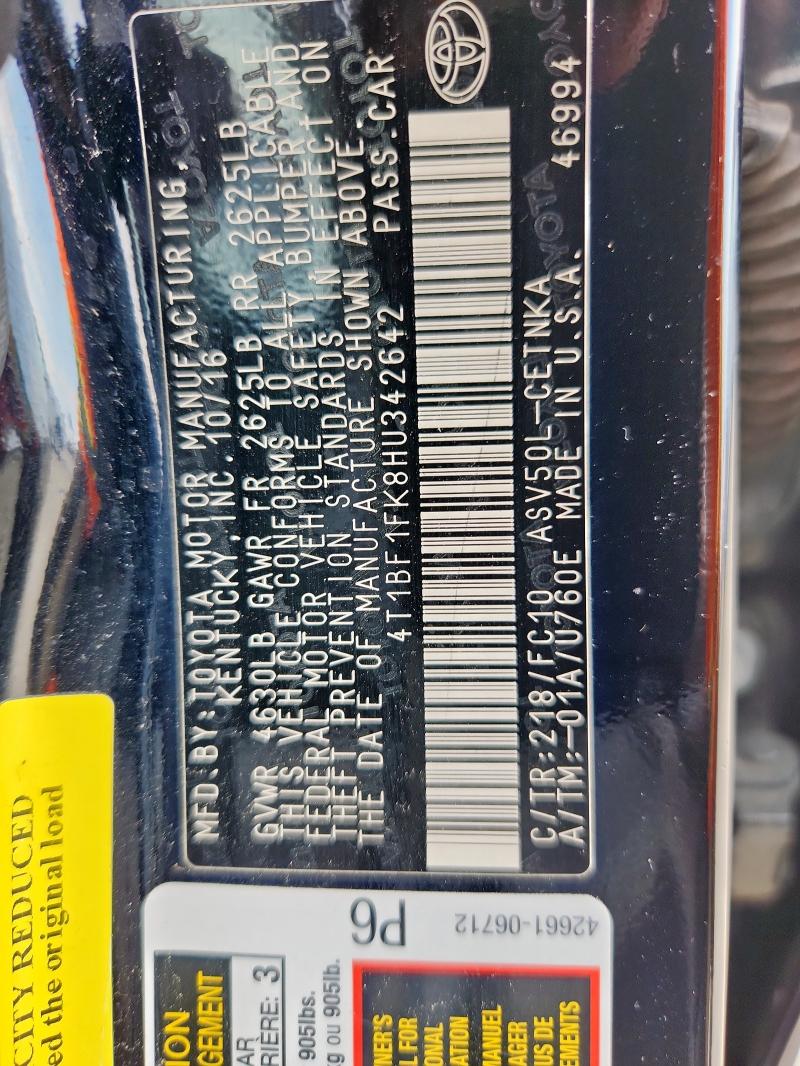 MFD.BY:TOYOTA MOTOR MANUFACTURING,
KENTUCKY,INC. 10/16
GVWR 4630LB GAWR FR 2625LB RR 2625LB
THIS VEHICLE CONFORMS TO ALL APPLICABLE
FEDERAL MOTOR VEHICLE SAFETY BUMPER AND
THEFT PREVENTION STANDARDS IN EFFECT ON
THE DATE OF MANUFACTURE SHOWN ABOVE.
4T1BF1FK8HU342642 PASS.CAR
C/TR:218/FC10 ASV50L-CETNKA
A/TM:-01A/U760E MADE IN U.S.A. 46994
CITY REDUCED
ed the original load
P6
42661-06712
ION
GEMENT
AR
RIÈRE: 3
905lbs.
kg ou 905lb.
NER'S
L FOR
ONAL
ATION
MANUEL
AGER
US DE
EMENTS